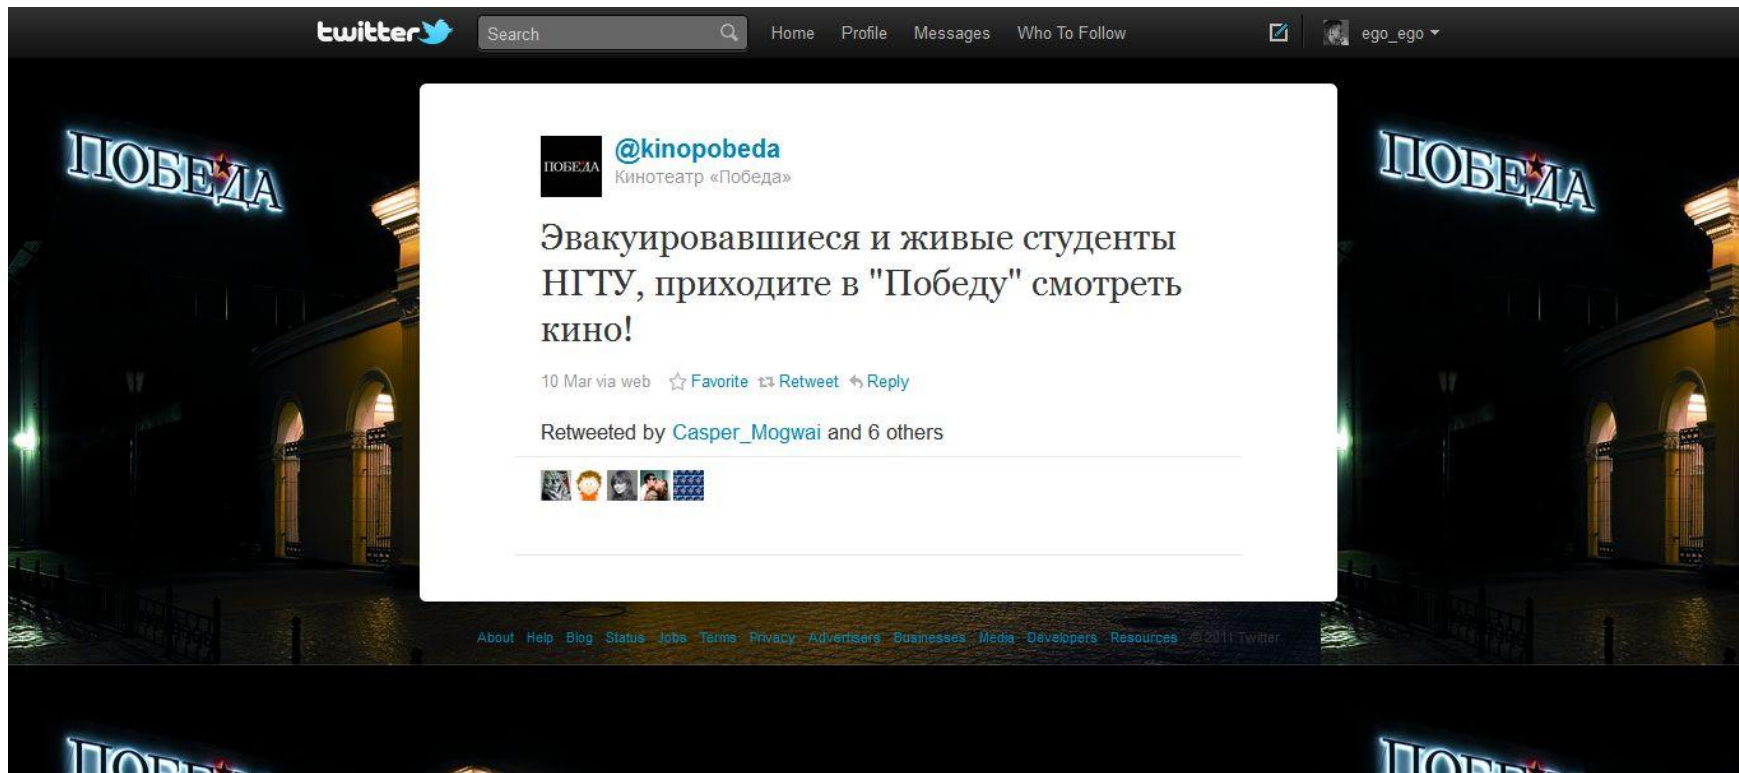 twitter
Search
Home Profile Messages Who To Follow
ego_ego
ПОБЕДА
ПОБЕДА
ПОБЕДА
@kinopobeda
Кинотеатр «Победа»
Эвакуировавшиеся и живые студенты
НГТУ, приходите в "Победу" смотреть
кино!
10 Mar via web Favorite Retweet Reply
Retweeted by Casper_Mogwai and 6 others
About Help Blog Status Jobs Terms Privacy Advertisers Businesses Media Developers Resources © 2011 Twitter